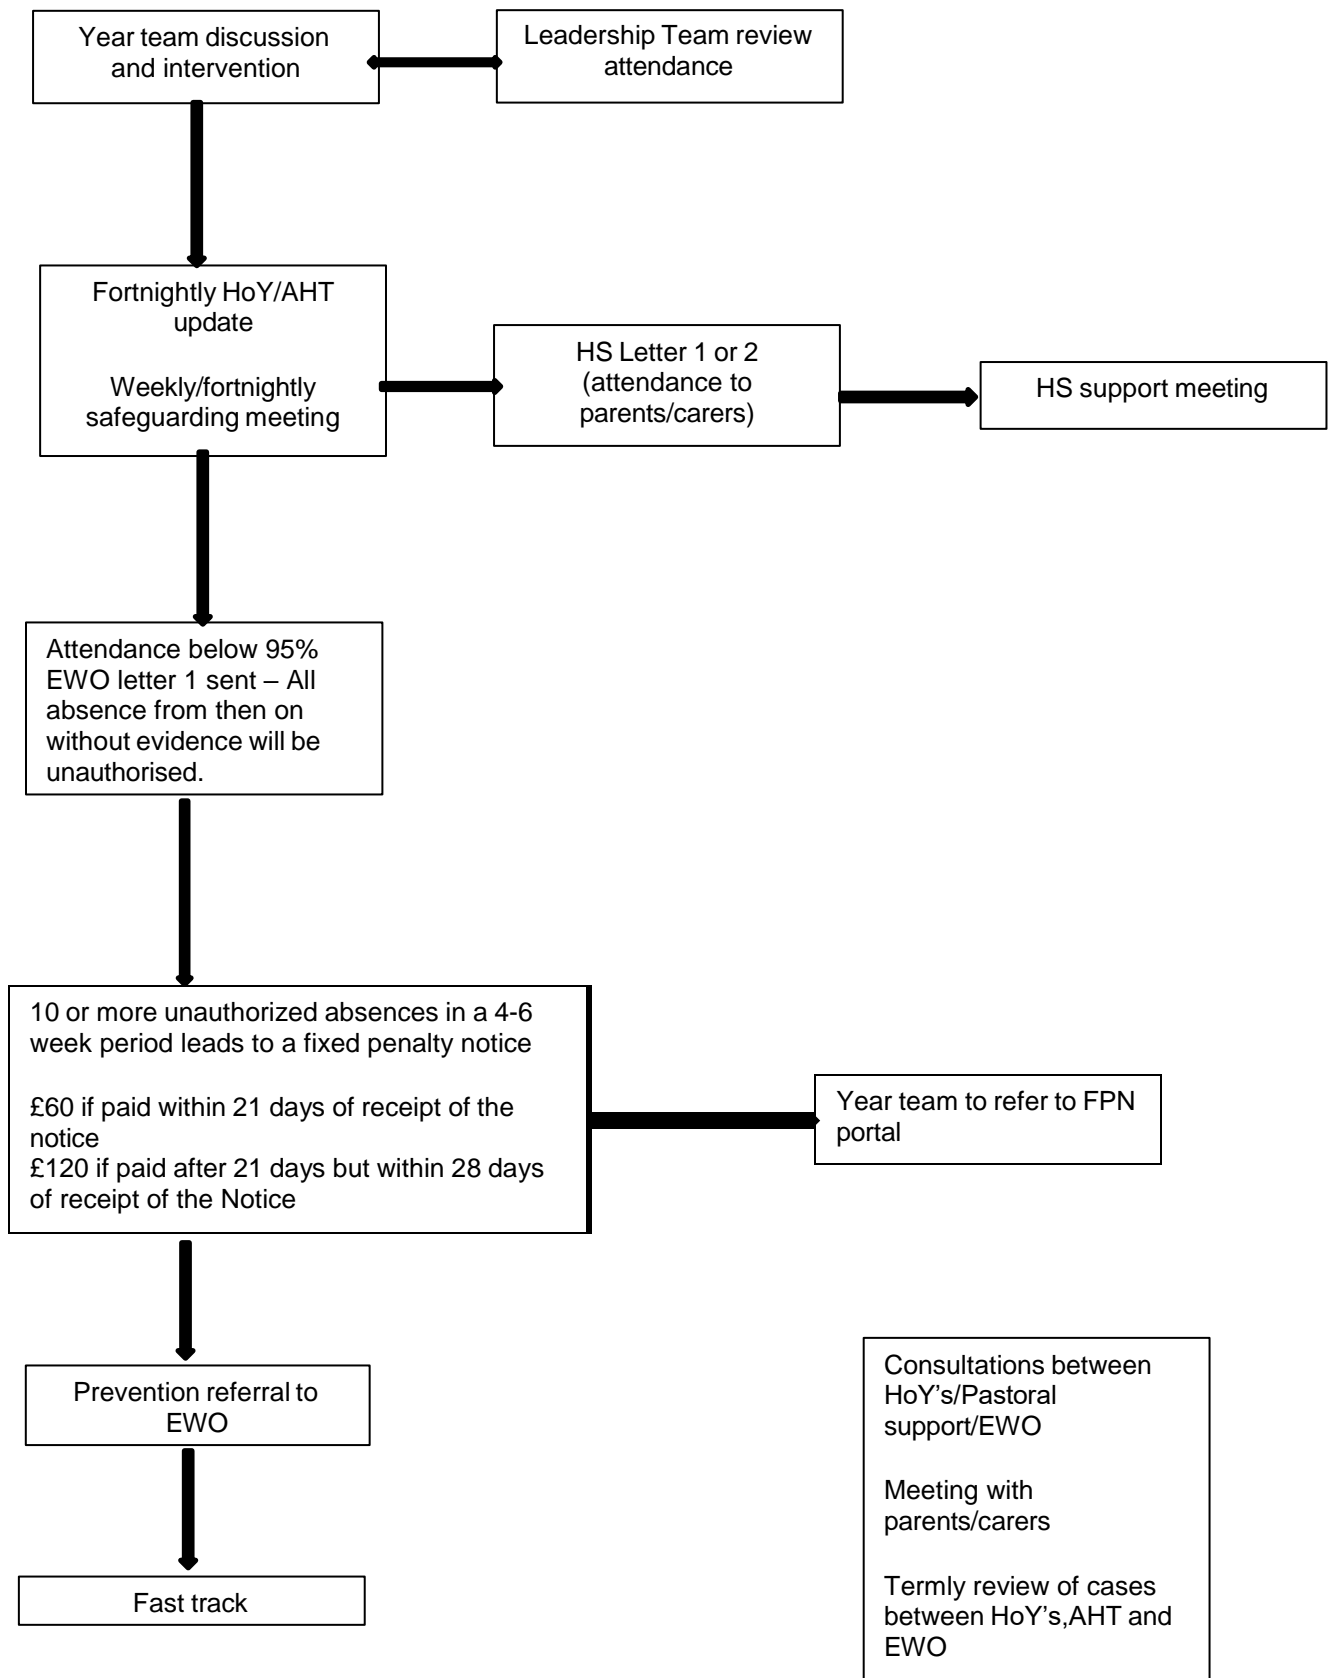 Year team discussion
and intervention
Leadership Team review
attendance
Fortnightly HoY/AHT
update
Weekly/fortnightly
safeguarding meeting
HS Letter 1 or 2
(attendance to
parents/carers)
HS support meeting
Attendance below 95%
EWO letter 1 sent – All
absence from then on
without evidence will be
unauthorised.
10 or more unauthorized absences in a 4-6
week period leads to a fixed penalty notice
£60 if paid within 21 days of receipt of the
notice
£120 if paid after 21 days but within 28 days
of receipt of the Notice
Year team to refer to FPN
portal
Prevention referral to
EWO
Fast track
Consultations between
HoY's/Pastoral
support/EWO
Meeting with
parents/carers
Termly review of cases
between HoY's,AHT and
EWO